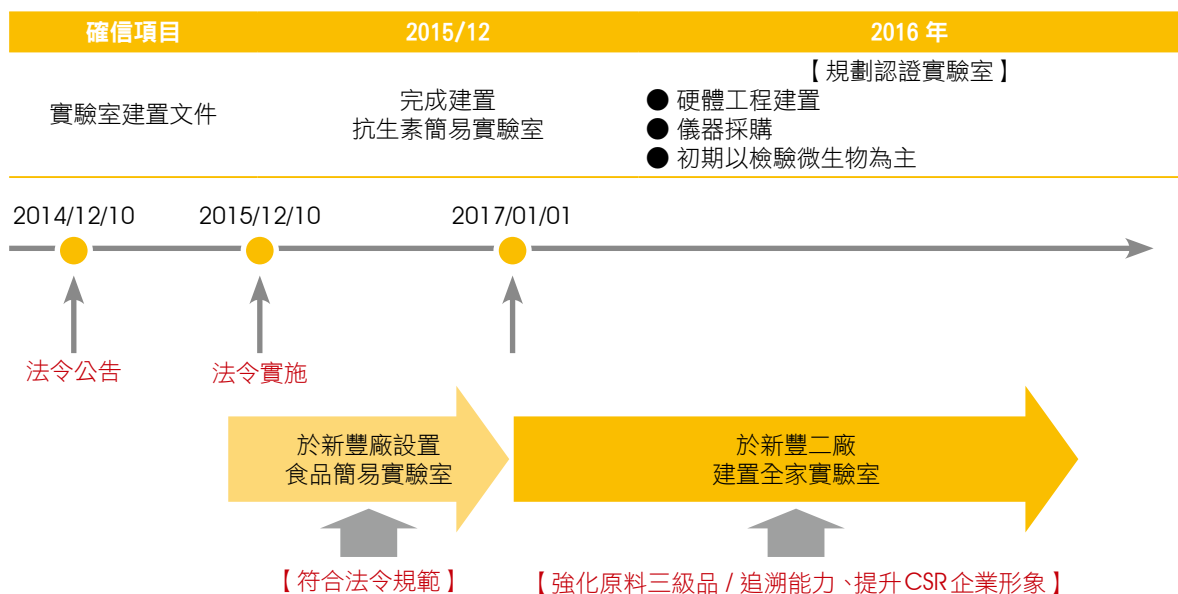 確信項目 2015/12 2016 年
【規劃認證實驗室】
實驗室建置文件
完成建置
抗生素簡易實驗室
● 硬體工程建置
● 儀器採購
● 初期以檢驗微生物為主
2014/12/10 2015/12/10 2017/01/01
法令公告 法令實施
於新豐廠設置
食品簡易實驗室
於新豐二廠
建置全家實驗室
【符合法令規範】
【強化原料三級品 / 追溯能力、提升CSR企業形象】